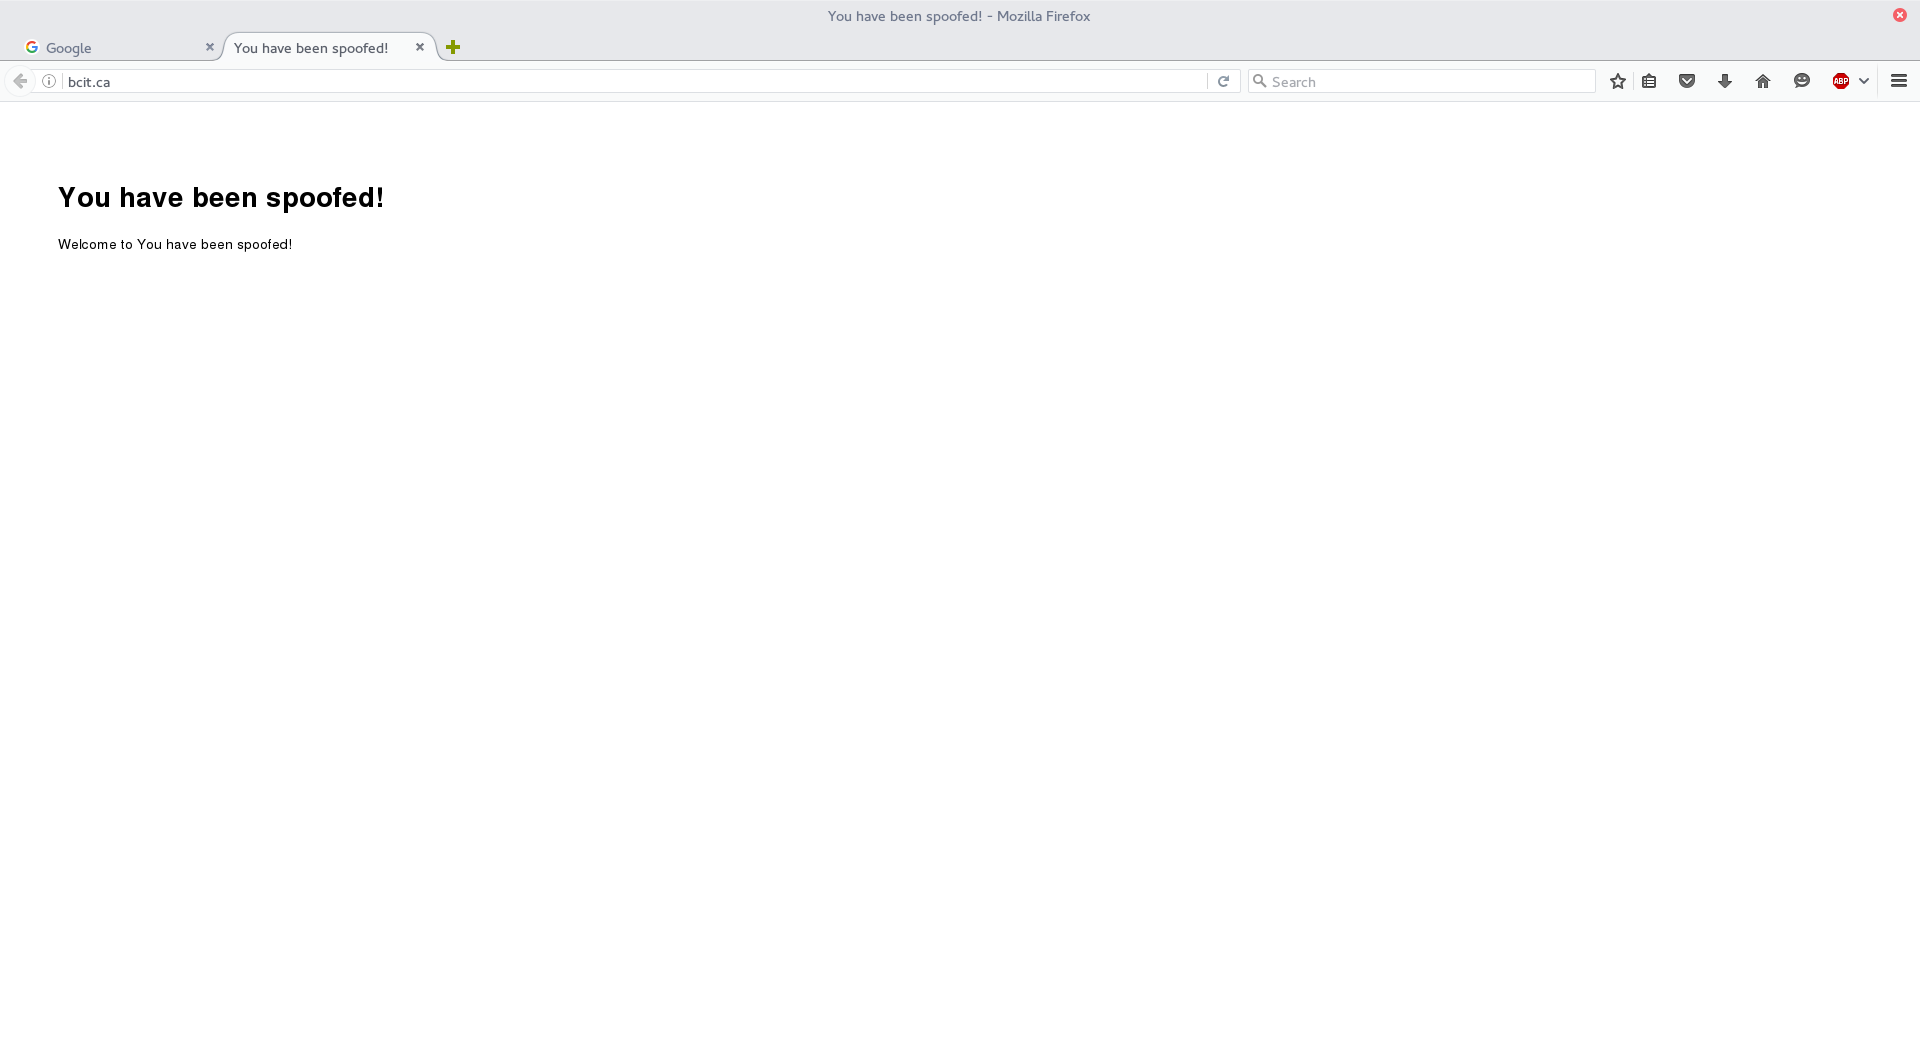 You have been spoofed! - Mozilla Firefox
Google
You have been spoofed!
bcit.ca
Search
ABP
You have been spoofed!
Welcome to You have been spoofed!